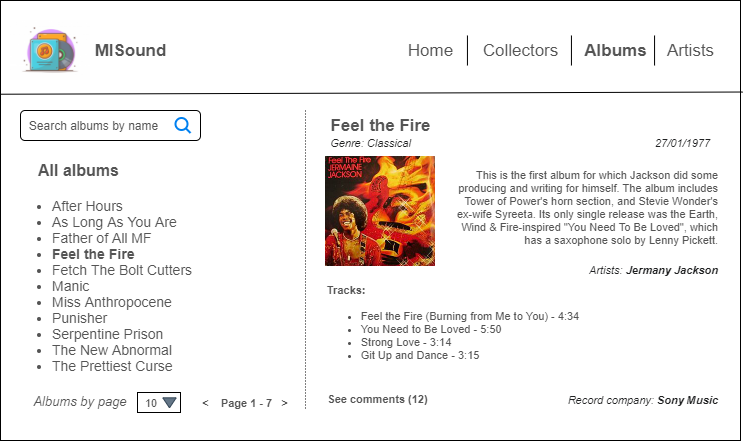 MISound
Home
Collectors
Albums
Artists
Search albums by name
All albums
After Hours
As Long As You Are
Father of All MF
Feel the Fire
Fetch The Bolt Cutters
Manic
Miss Anthropocene
Punisher
Serpentine Prison
The New Abnormal
The Prettiest Curse
Albums by page 10 < Page 1 - 7 >
Feel the Fire
Genre: Classical 27/01/1977
Feel the Fire
JERMAINE
JACKSON
This is the first album for which Jackson did some
producing and writing for himself. The album includes
Tower of Power's horn section, and Stevie Wonder's
ex-wife Syreeta. Its only single release was the Earth,
Wind & Fire-inspired "You Need To Be Loved", which
has a saxophone solo by Lenny Pickett.
Artists: Jermany Jackson
Tracks:
Feel the Fire (Burning from Me to You) - 4:34
You Need to Be Loved - 5:50
Strong Love - 3:14
Git Up and Dance - 3:15
See comments (12)
Record company: Sony Music